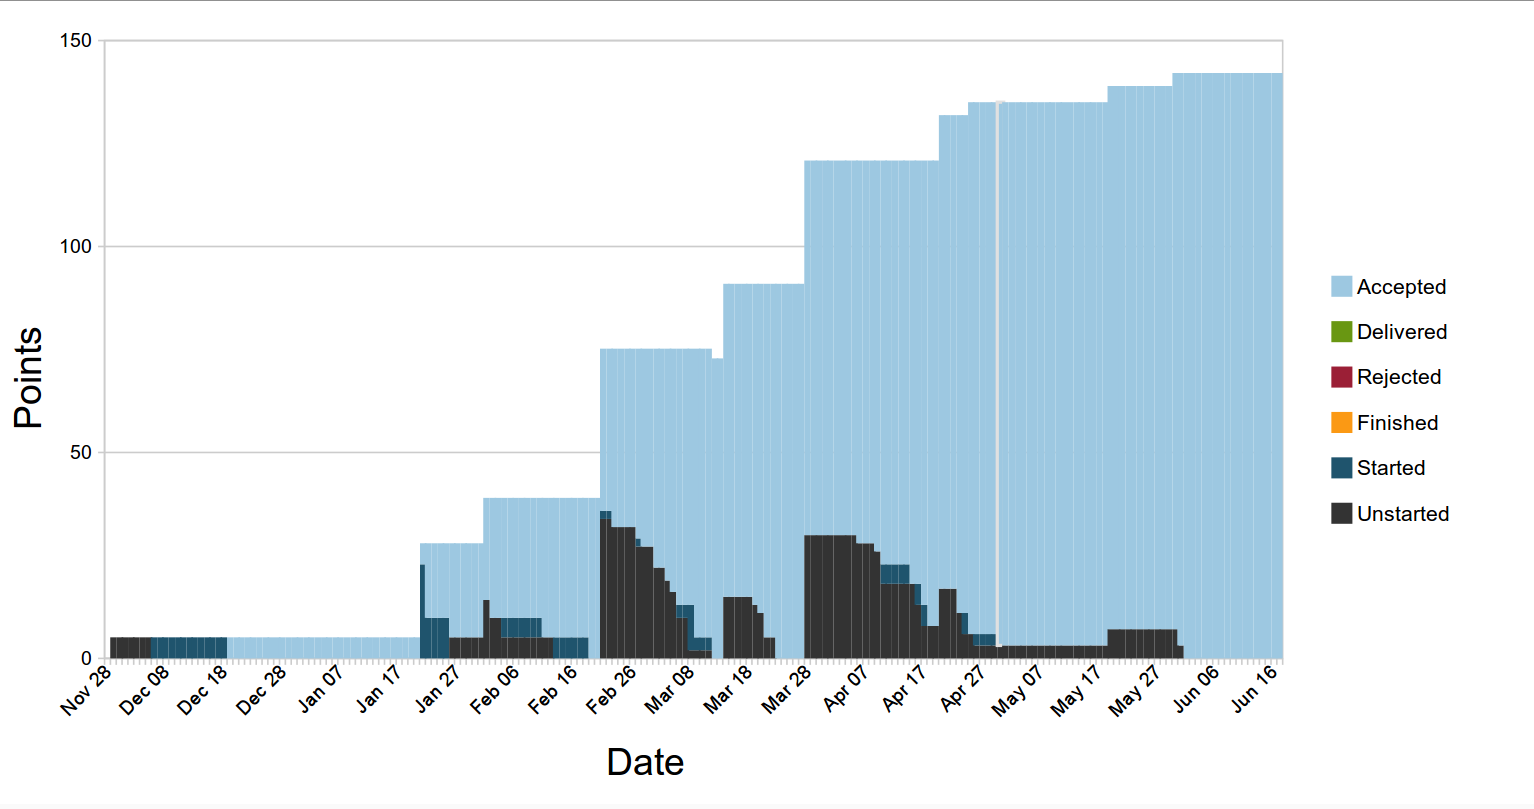 150
100
50
0
Points
Nov 28
Dec 08
Dec 18
Dec 28
Jan 07
Jan 17
Jan 27
Feb 06
Feb 16
Feb 26
Mar 08
Mar 18
Mar 28
Apr 07
Apr 17
Apr 27
May 07
May 17
May 27
Jun 06
Jun 16
Date
Accepted
Delivered
Rejected
Finished
Started
Unstarted